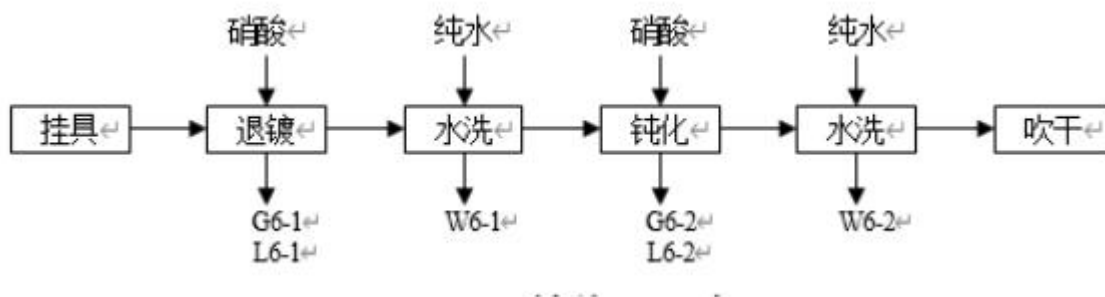 硝酸 纯水 硝酸 纯水
挂具 退镀 水洗 钝化 水洗 吹干
G6-1 W6-1 G6-2 W6-2
L6-1 L6-2